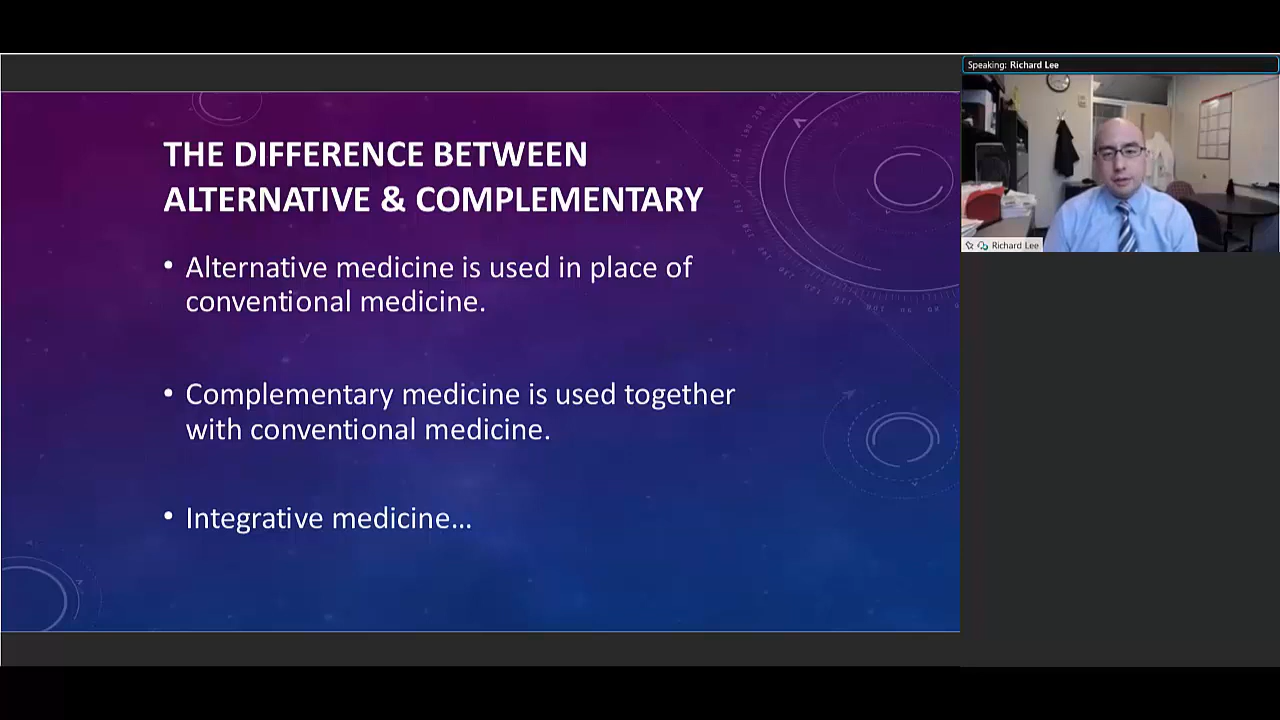 Speaking: Richard Lee
THE DIFFERENCE BETWEEN
ALTERNATIVE & COMPLEMENTARY
• Alternative medicine is used in place of
conventional medicine.
• Complementary medicine is used together
with conventional medicine.
• Integrative medicine...
Richard Lee